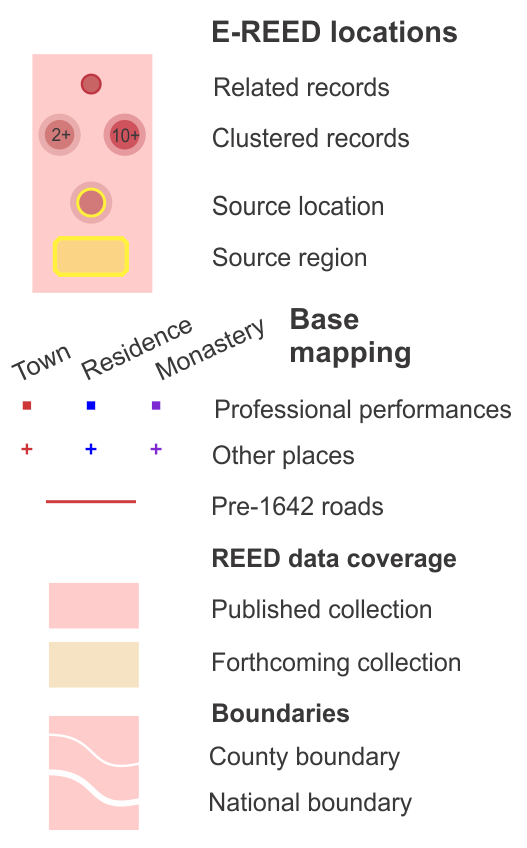 E-REED locations
Related records
2+
10+
Clustered records
Source location
Source region
Town
Residence
Monastery
Base
mapping
Professional performances
Other places
Pre-1642 roads
REED data coverage
Published collection
Forthcoming collection
Boundaries
County boundary
National boundary